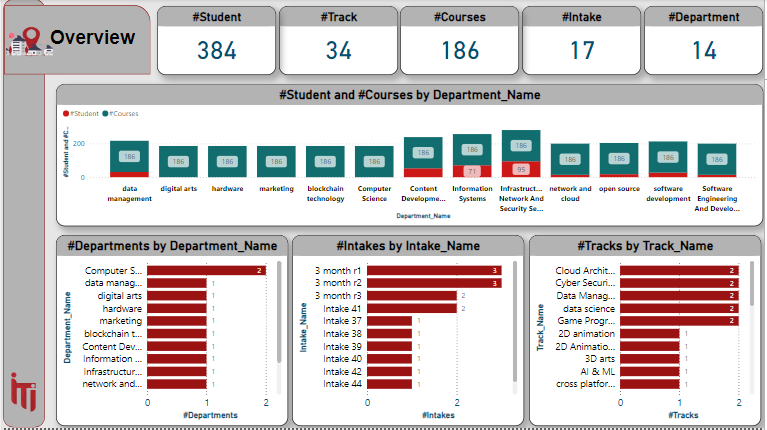 Overview
#Student
384
#Track
34
#Courses
186
#Intake
17
#Department
14
#Student and #Courses by Department_Name
#Student #Courses
#Student and #C...
200
0
186 186 186 186 186 186 186 186 186 186 186 186 186
71 95
data management
digital arts
hardware
marketing
blockchain technology
Computer Science
Content Developme...
Information Systems
Infrastruct... Network And Security Se...
network and cloud
open source
software development
Software Engineering And Develo...
Department_Name
#Departments by Department_Name
Department_Name
Computer S... 2
data manag... 1
digital arts 1
hardware 1
marketing 1
blockchain t... 1
Content Dev... 1
Information ... 1
Infrastructur... 1
network and... 1
0 1 2
#Departments
#Intakes by Intake_Name
Intake_Name
3 month r1 3
3 month r2 3
3 month r3 2
Intake 41 2
Intake 37 1
Intake 38 1
Intake 39 1
Intake 40 1
Intake 42 1
Intake 44 1
0 2
#Intakes
#Tracks by Track_Name
Track_Name
Cloud Archit... 2
Cyber Securi... 2
Data Manag... 2
data science 2
Game Progr... 2
2D animation 1
2D Animatio... 1
3D arts 1
AI & ML 1
cross platfor... 1
0 1 2
#Tracks
iTi